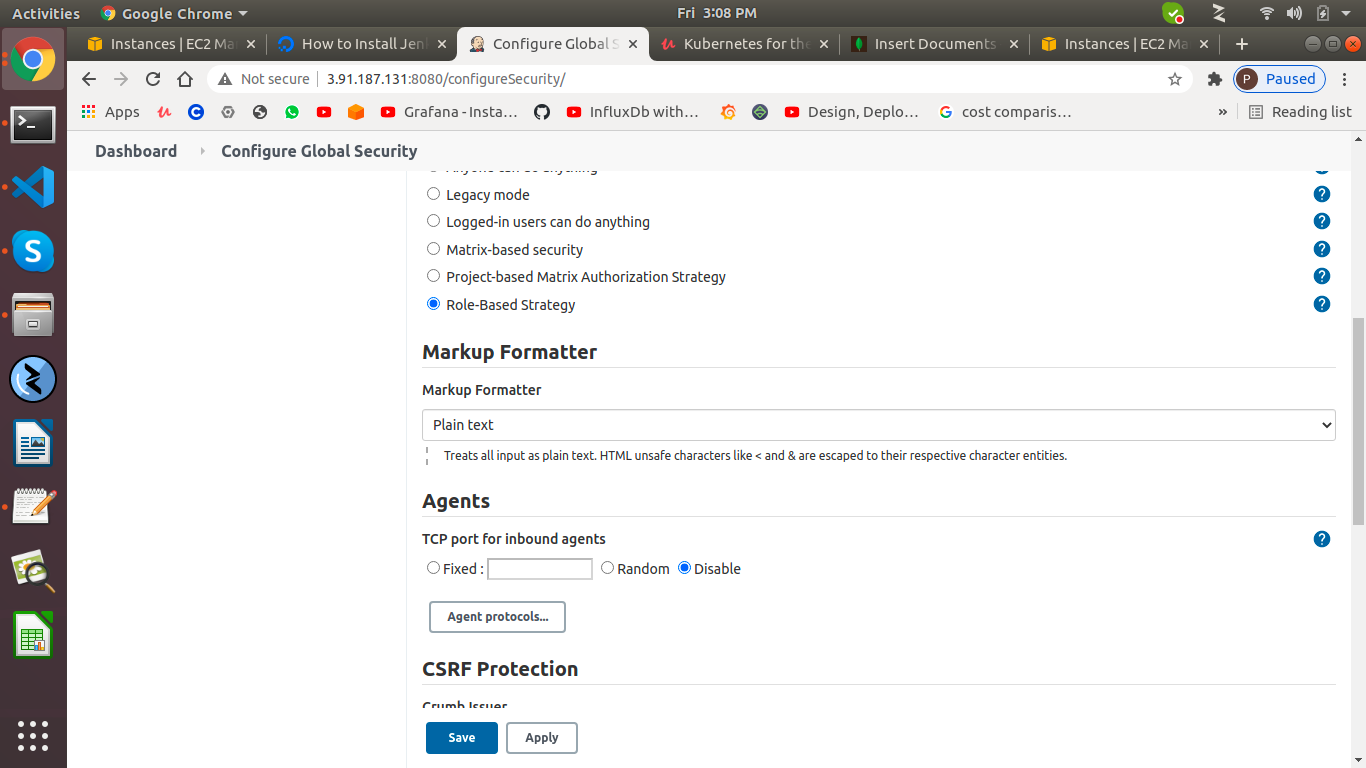 Activities Google Chrome Fri 3:08 PM
Instances | EC2 Ma How to Install Jenk Configure Global S Kubernetes for the Insert Documents Instances | EC2 Ma
Not secure 3.91.187.131:8080/configureSecurity/ P Paused
Apps Grafana - Insta… InfluxDb with… Design, Deplo… G cost comparis… » Reading list
Dashboard Configure Global Security
Anyone can do anything
Legacy mode
Logged-in users can do anything
Matrix-based security
Project-based Matrix Authorization Strategy
Role-Based Strategy
Markup Formatter
Markup Formatter
Plain text
Treats all input as plain text. HTML unsafe characters like < and & are escaped to their respective character entities.
Agents
TCP port for inbound agents
Fixed : Random Disable
Agent protocols...
CSRF Protection
Crumb Issuer
Save Apply